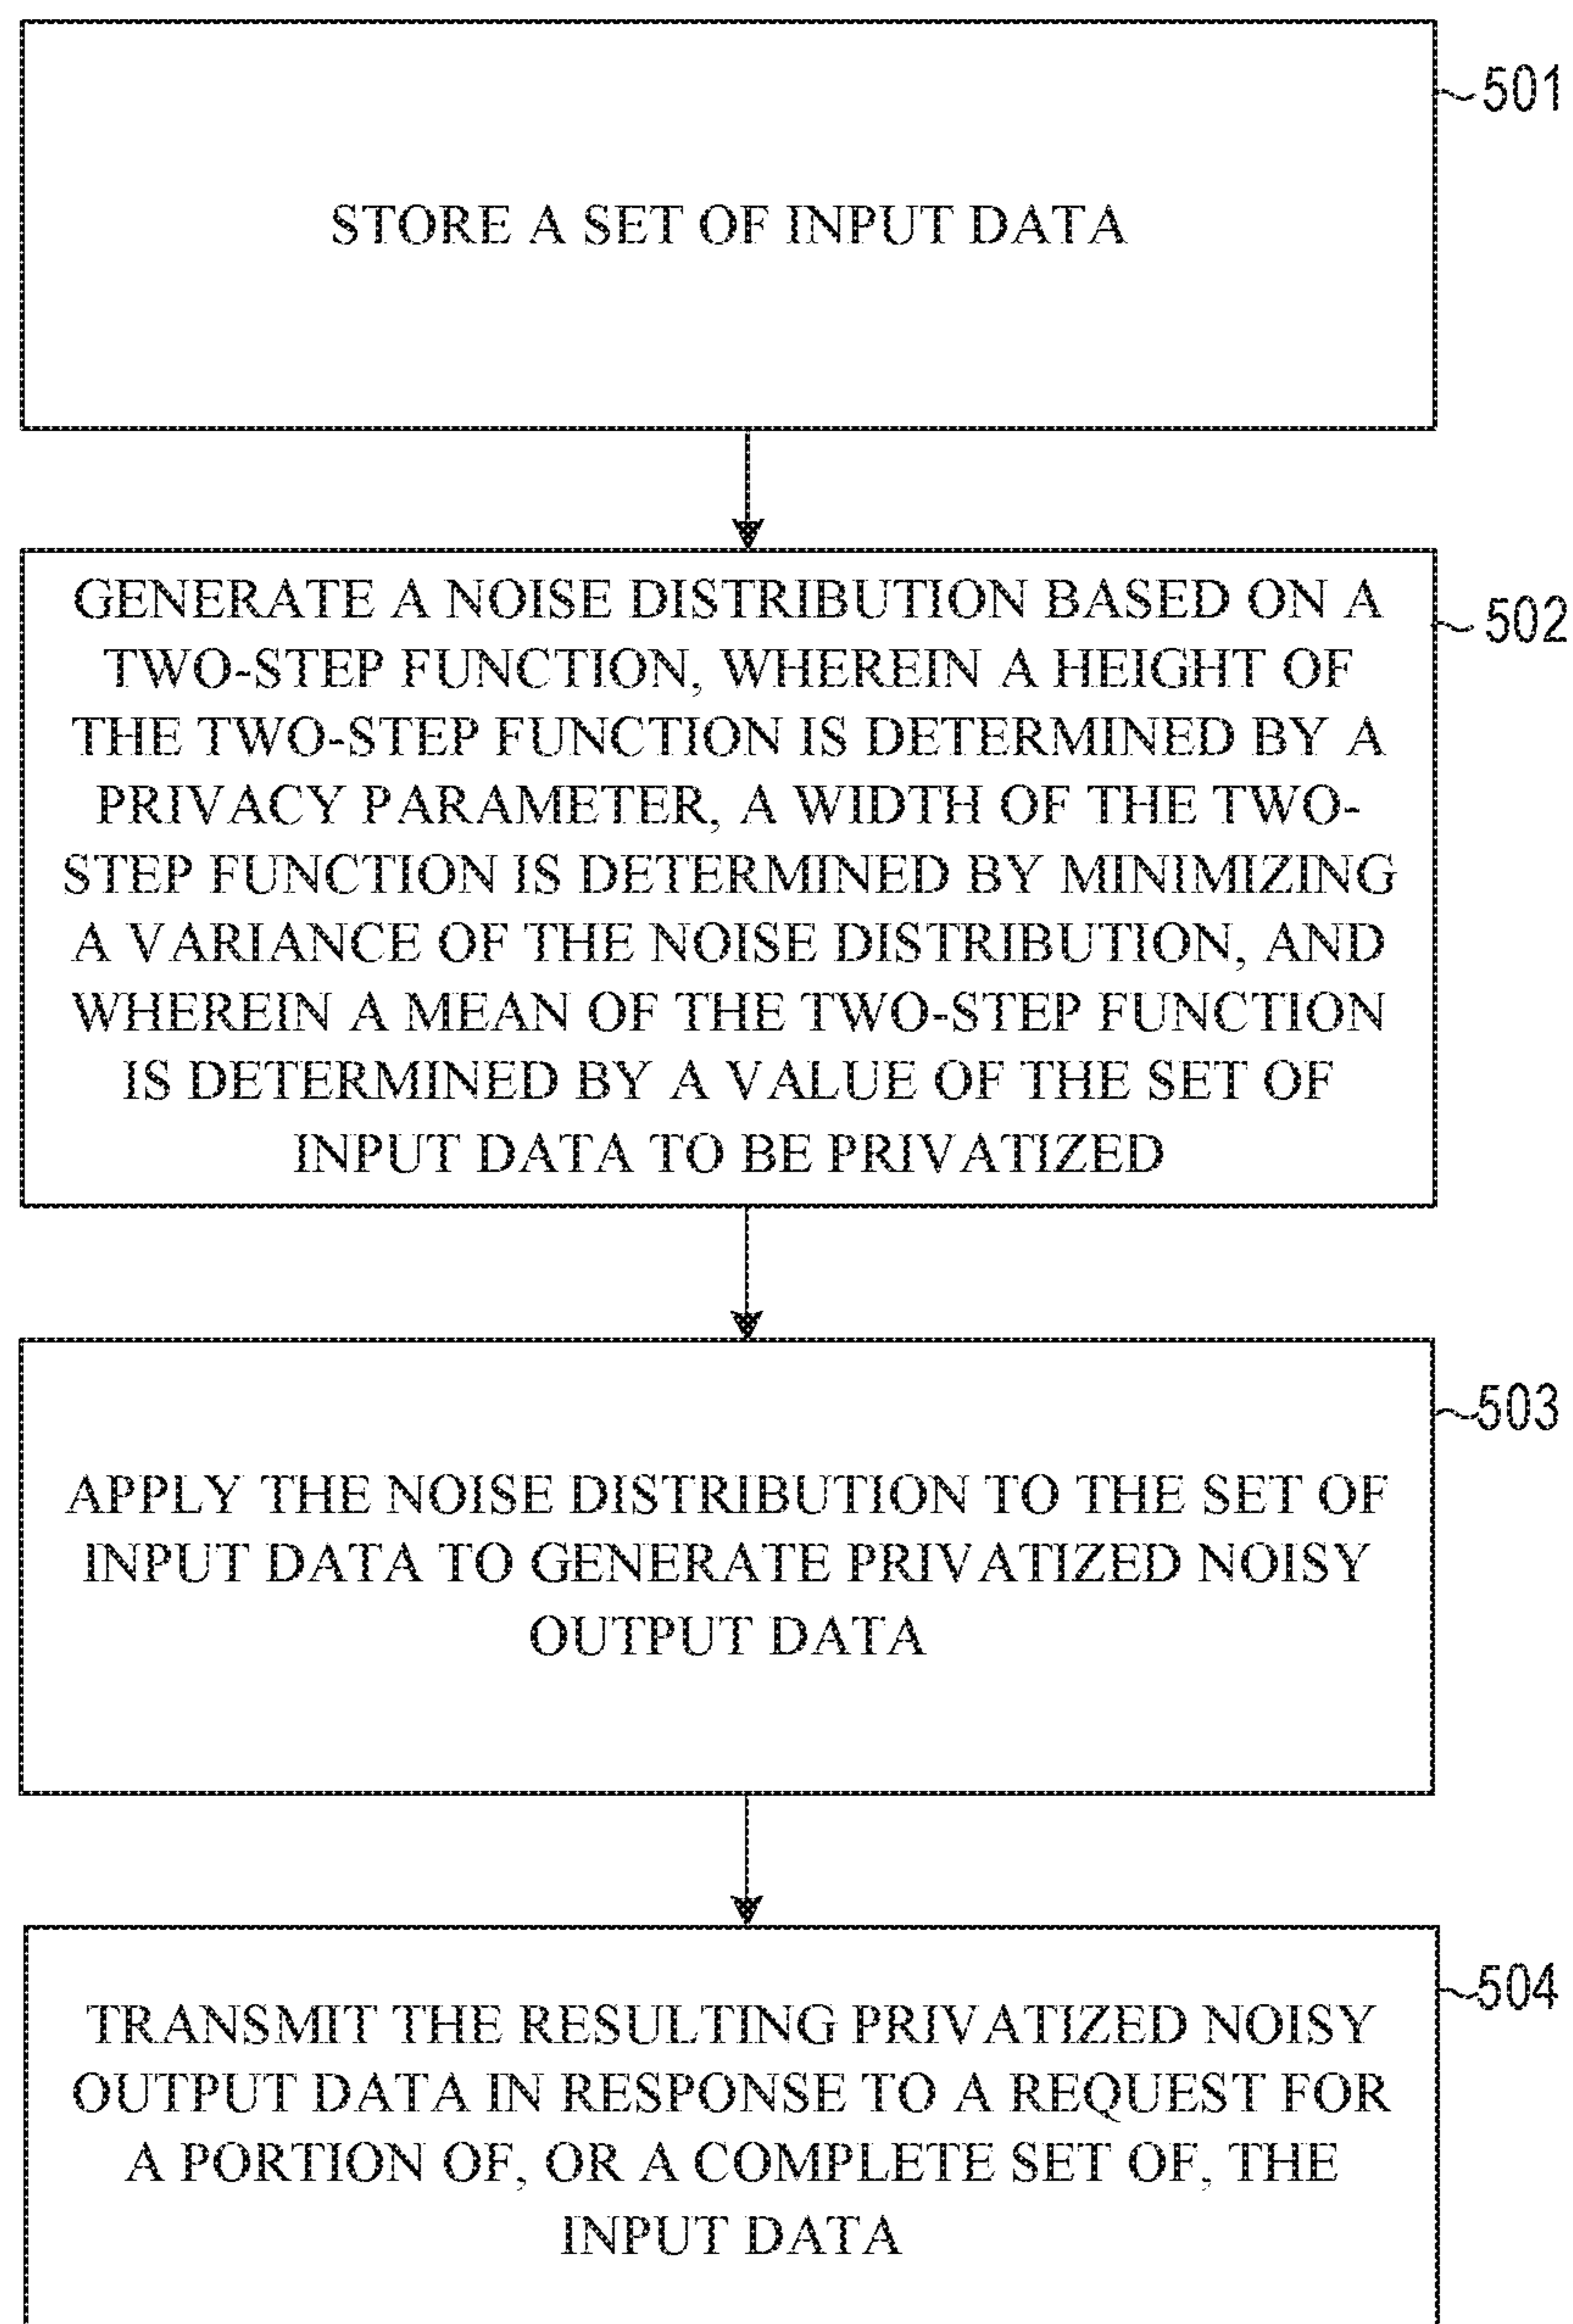 501
STORE A SET OF INPUT DATA
502
GENERATE A NOISE DISTRIBUTION BASED ON A
TWO-STEP FUNCTION, WHEREIN A HEIGHT OF
THE TWO-STEP FUNCTION IS DETERMINED BY A
PRIVACY PARAMETER, A WIDTH OF THE TWO-
STEP FUNCTION IS DETERMINED BY MINIMIZING
A VARIANCE OF THE NOISE DISTRIBUTION, AND
WHEREIN A MEAN OF THE TWO-STEP FUNCTION
IS DETERMINED BY A VALUE OF THE SET OF
INPUT DATA TO BE PRIVATIZED
503
APPLY THE NOISE DISTRIBUTION TO THE SET OF
INPUT DATA TO GENERATE PRIVATIZED NOISY
OUTPUT DATA
504
TRANSMIT THE RESULTING PRIVATIZED NOISY
OUTPUT DATA IN RESPONSE TO A REQUEST FOR
A PORTION OF, OR A COMPLETE SET OF, THE
INPUT DATA